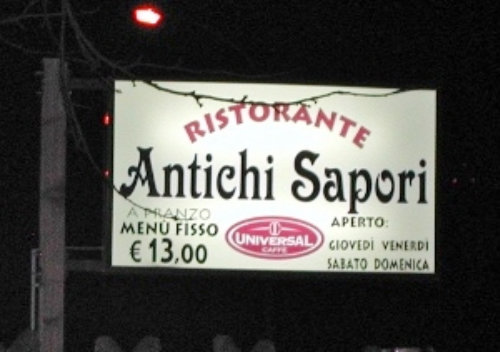 RISTORANTE
Antichi Sapori
A PRANZO
MENÙ FISSO
€ 13,00
UNIVERSAL
CAFFÈ
APERTO:
GIOVEDÌ VENERDÌ
SABATO DOMENICA